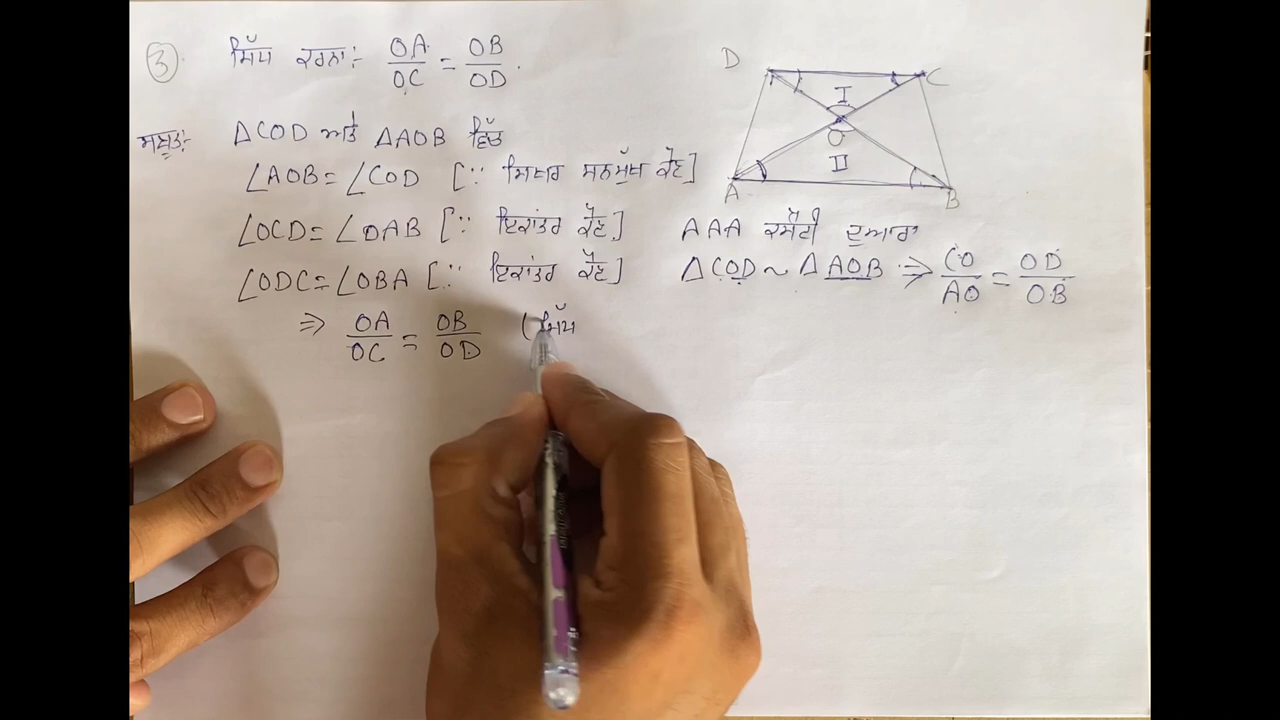 ③ ਸਿੱਧ ਕਰਨਾ:- OA/OC = OB/OD.
ਸਬੂਤ:- ΔCOD ਅਤੇ ΔAOB ਵਿੱਚ
∠AOB = ∠COD [∵ ਸਿਖਰ ਸਨਮੁੱਖ ਕੋਣ]
∠OCD = ∠OAB [∵ ਇਕਾਂਤਰ ਕੋਣ]
∠ODC = ∠OBA [∵ ਇਕਾਂਤਰ ਕੋਣ]
⇒ OA/OC = OB/OD (ਸਿੱਧ
D C
I
O
II
A B
AAA ਕਸੌਟੀ ਦੁਆਰਾ
ΔCOD ~ ΔAOB ⇒ CO/AO = OD/OB